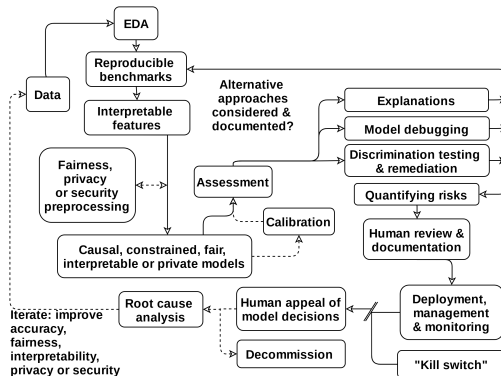 EDA
Reproducible
benchmarks
Data
Interpretable
features
Alternative
approaches
considered &
documented?
Explanations
Model debugging
Discrimination testing
& remediation
Fairness,
privacy
or security
preprocessing
Assessment
Quantifying risks
Calibration
Human review &
documentation
Causal, constrained, fair,
interpretable or private models
Deployment,
management
& monitoring
Human appeal of
model decisions
Root cause
analysis
Iterate: improve
accuracy,
fairness,
interpretability,
privacy or security
Decommission
"Kill switch"